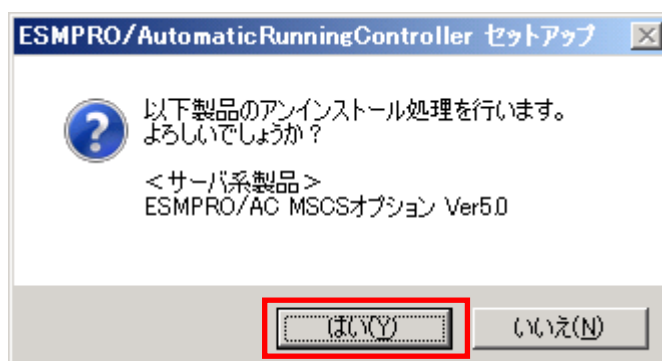 ESMPRO/AutomaticRunningController セットアップ
以下製品のアンインストール処理を行います。
よろしいでしょうか？
＜サーバ系製品＞
ESMPRO/AC MSCSオプション Ver5.0
はい(Y)
いいえ(N)